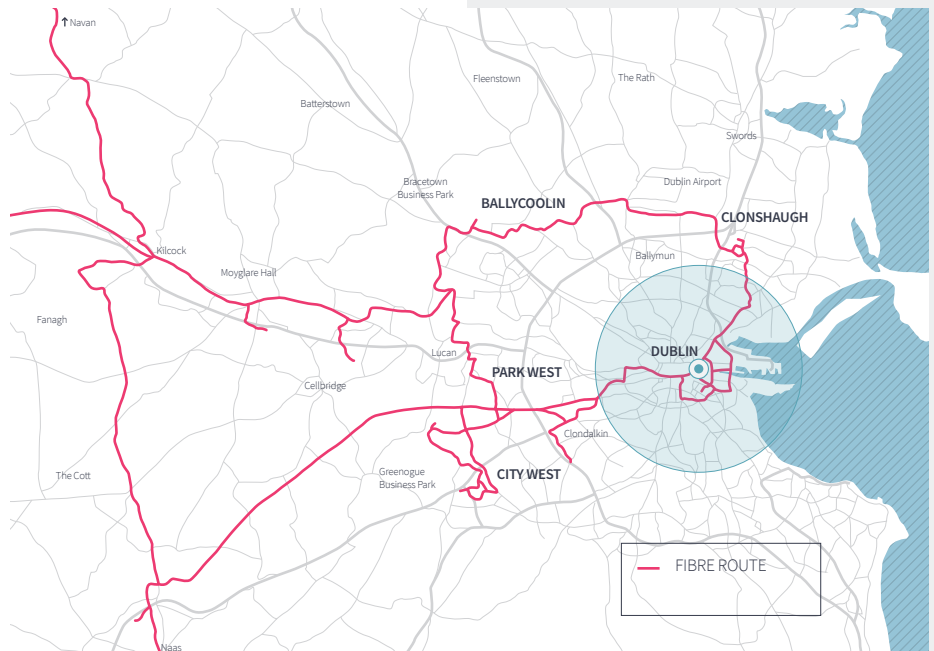 ↑ Navan
Fleenstown
The Rath
Batterstown
Swords
Bracetown
Business Park
Dublin Airport
BALLYCOOLIN
CLONSHAUGH
Kilcock
Ballymun
Moyglare Hall
Fanagh
Lucan
DUBLIN
PARK WEST
Cellbridge
Clondalkin
The Cott
Greenogue
Business Park
CITY WEST
FIBRE ROUTE
Naas